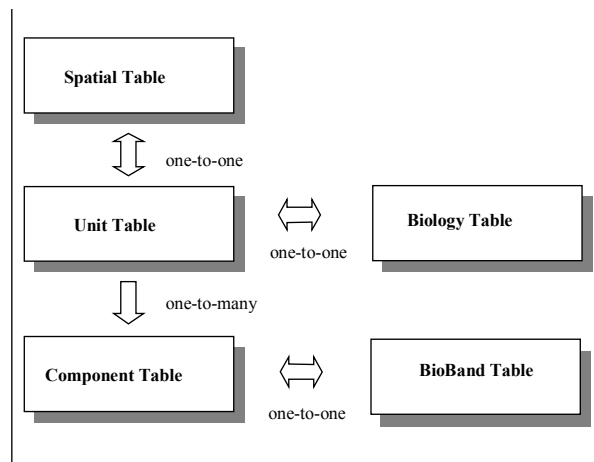 Spatial Table
one-to-one
Unit Table
Biology Table
one-to-one
one-to-many
Component Table
BioBand Table
one-to-one